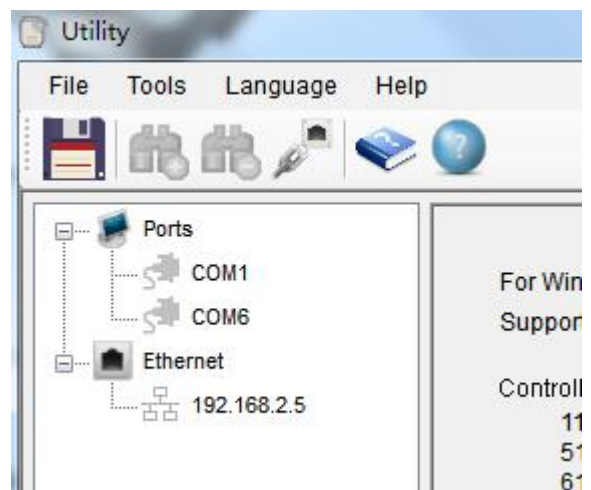 Utility
File Tools Language Help
Ports
COM1
COM6
Ethernet
192.168.2.5
For Win
Suppor
Controll
11
51
61